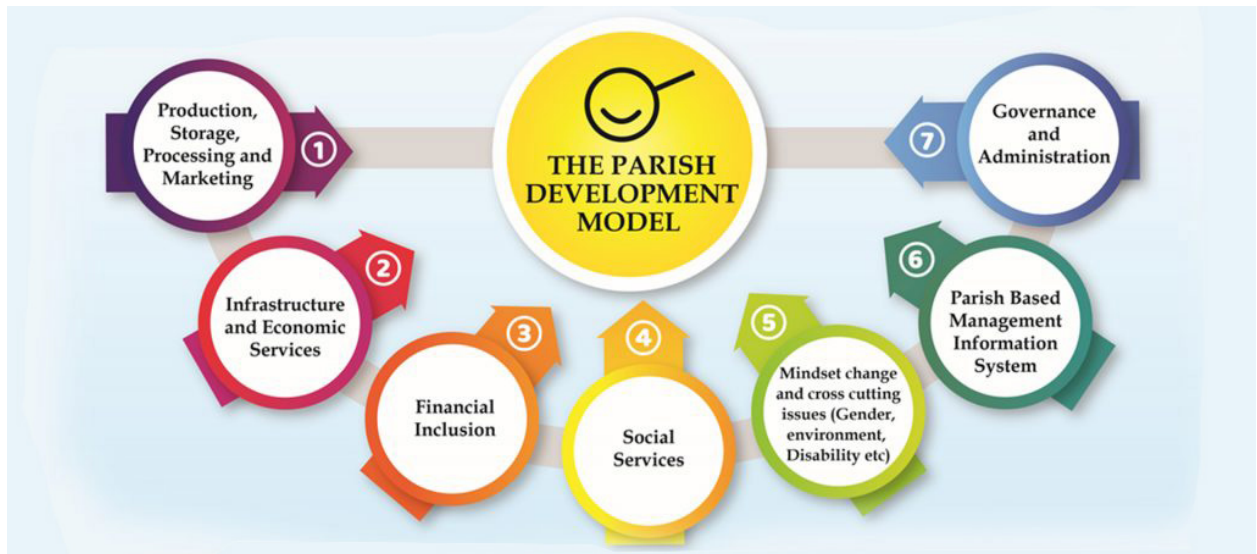 THE PARISH
DEVELOPMENT
MODEL
Production,
Storage,
Processing and
Marketing
1
Infrastructure
and Economic
Services
2
Financial
Inclusion
3
Social
Services
4
Mindset change
and cross cutting
issues (Gender,
environment,
Disability etc)
5
Parish Based
Management
Information
System
6
Governance
and
Administration
7